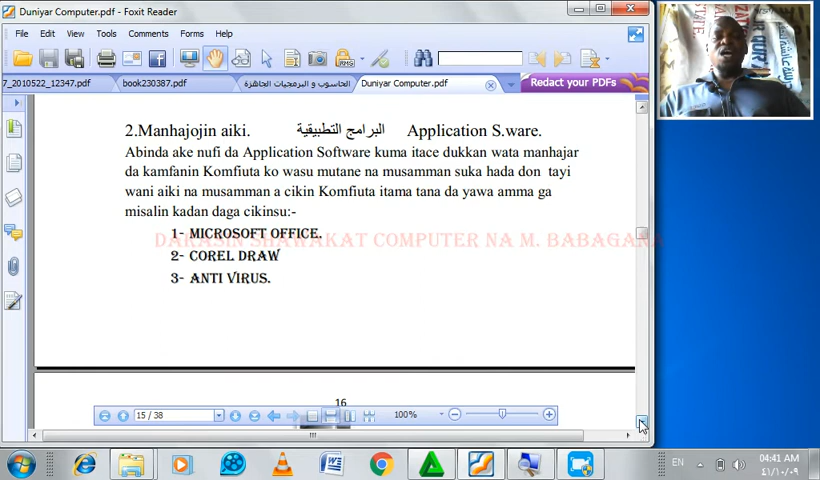 Duniyar Computer.pdf - Foxit Reader
File Edit View Tools Comments Forms Help
7_2010522_12347.pdf book230387.pdf الحاسوب و البرمجيات الجاهزة Duniyar Computer.pdf Redact your PDFs
2.Manhajojin aiki. البرامج التطبيقية Application S.ware.
Abinda ake nufi da Application Software kuma itace dukkan wata manhajar
da kamfanin Komfiuta ko wasu mutane na musamman suka hada don tayi
wani aiki na musamman a cikin Komfiuta itama tana da yawa amma ga
misalin kadan daga cikinsu:-
1- MICROSOFT OFFICE.
DARASIN SHAWAKAT COMPUTER NA M. BABAGANA
2- COREL DRAW
3- ANTI VIRUS.
16
15 / 38 100%
EN 04:41 AM
٤١/١٠/٠٩